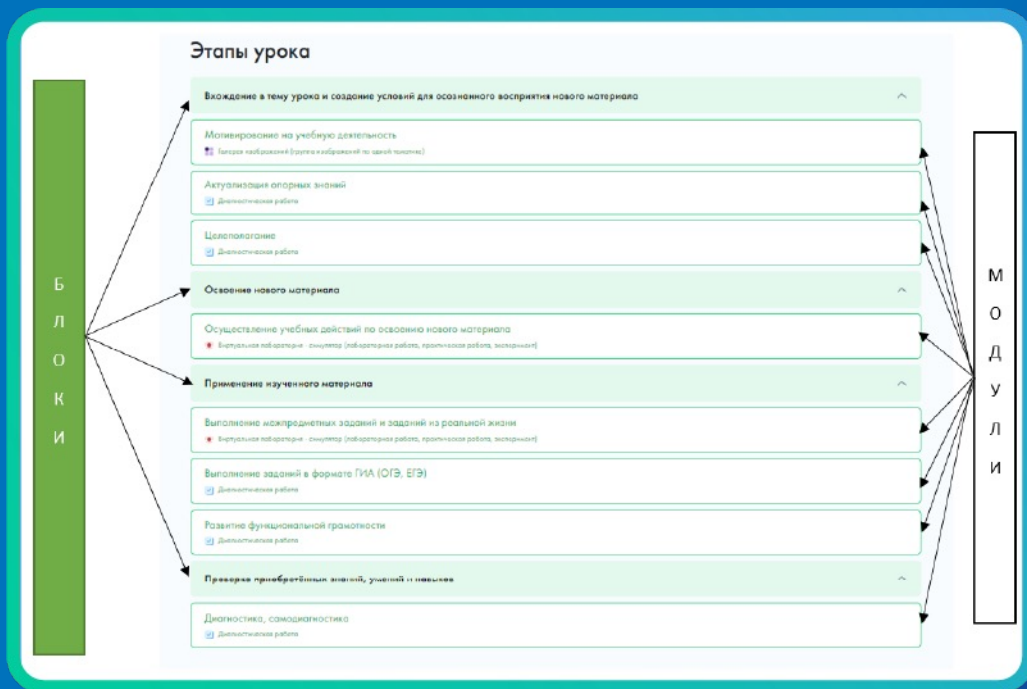 Этапы урока
Вхождение в тему урока и создание условий для осознанного восприятия нового материала
Мотивирование на учебную деятельность
Галерея изображений (группа изображений по одной тематике)
Актуализация опорных знаний
Диагностическая работа
Целеполагание
Диагностическая работа
Освоение нового материала
Осуществление учебных действий по освоению нового материала
Виртуальная лаборатория - симулятор (лабораторная работа, практическая работа, эксперимент)
Применение изученного материала
Выполнение межпредметных заданий и заданий из реальной жизни
Виртуальная лаборатория - симулятор (лабораторная работа, практическая работа, эксперимент)
Выполнение заданий в формате ГИА (ОГЭ, ЕГЭ)
Диагностическая работа
Развитие функциональной грамотности
Диагностическая работа
Проверка приобретённых знаний, умений и навыков
Диагностика, самодиагностика
Диагностическая работа
БЛОКИ
МОДУЛИ